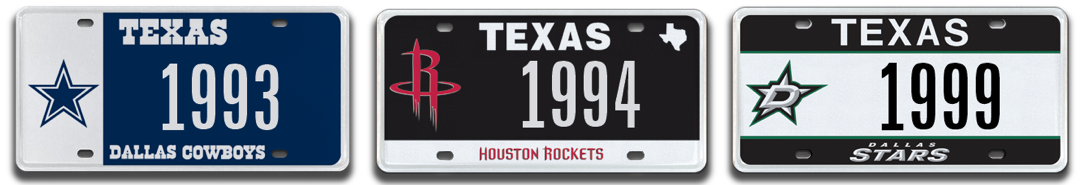 TEXAS
1993
DALLAS COWBOYS
TEXAS
R
1994
HOUSTON ROCKETS
TEXAS
D
1999
DALLAS
STARS